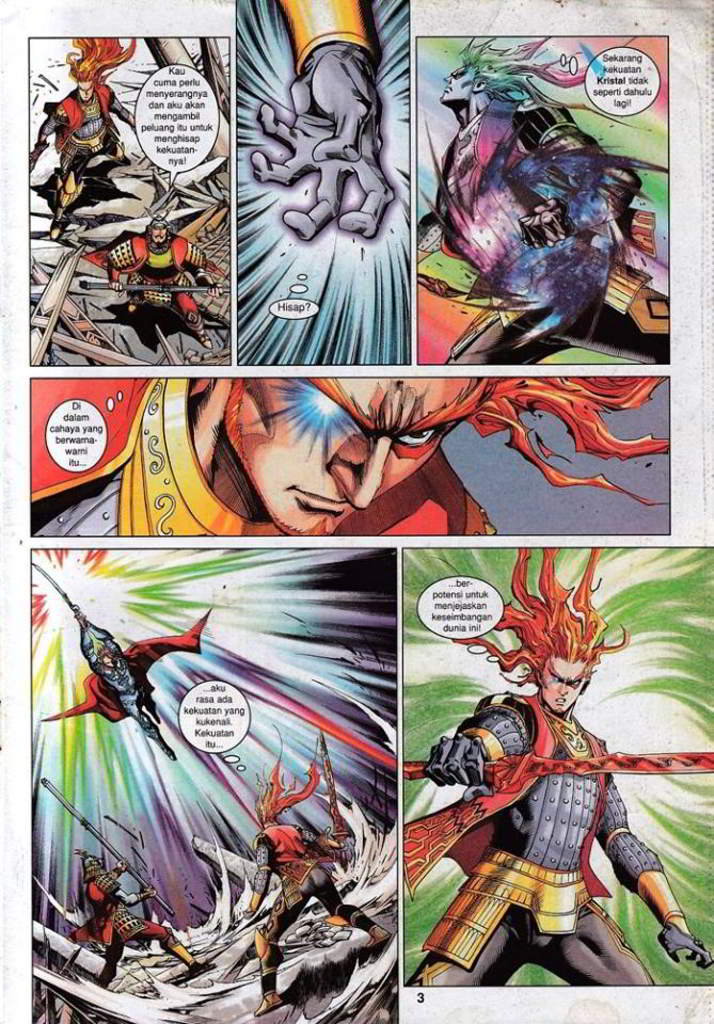 Kau
cuma perlu
menyerangnya
dan aku akan
mengambil
peluang itu untuk
menghisap
kekuatan-
nya!
Hisap?
Sekarang
kekuatan
Kristal tidak
seperti dahulu
lagi!
Di
dalam
cahaya yang
berwarna-
warni
itu...
...aku
rasa ada
kekuatan yang
kukenali.
Kekuatan
itu...
...ber-
potensi untuk
menjejaskan
keseimbangan
dunia ini!
3